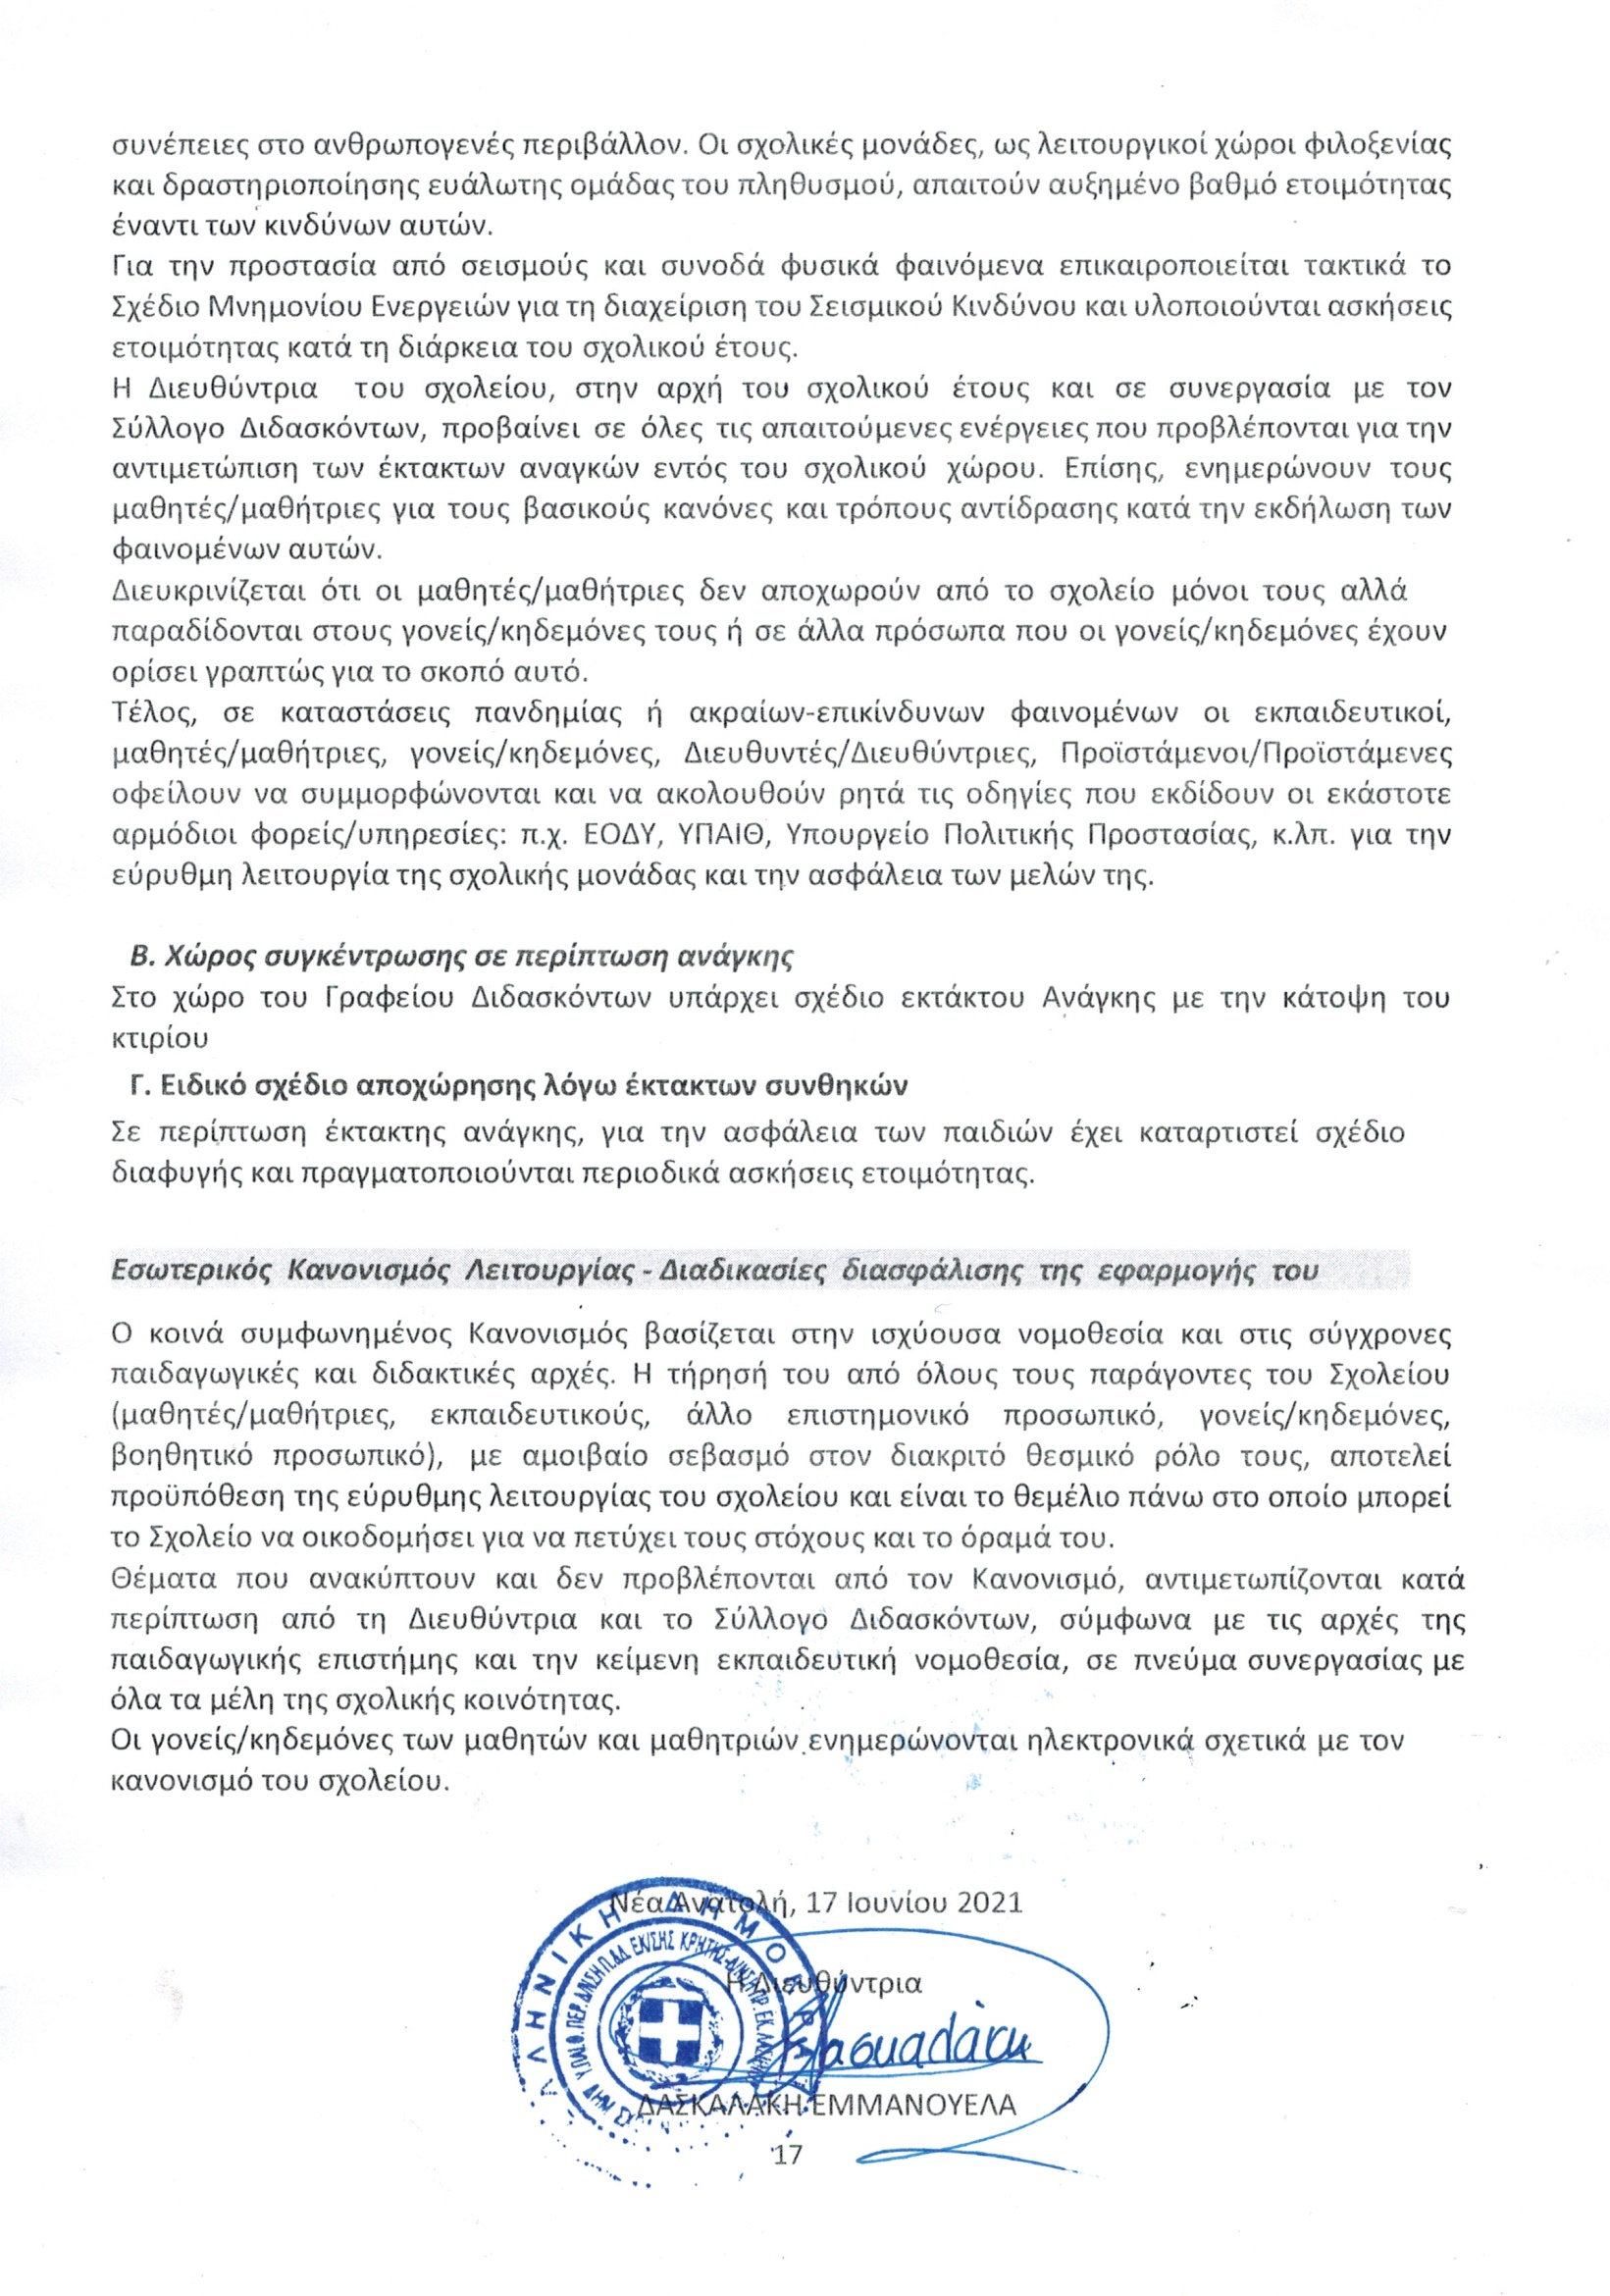 συνέπειες στο ανθρωπογενές περιβάλλον. Οι σχολικές μονάδες, ως λειτουργικοί χώροι φιλοξενίας
και δραστηριοποίησης ευάλωτης ομάδας του πληθυσμού, απαιτούν αυξημένο βαθμό ετοιμότητας
έναντι των κινδύνων αυτών.
Για την προστασία από σεισμούς και συνοδά φυσικά φαινόμενα επικαιροποιείται τακτικά το
Σχέδιο Μνημονίου Ενεργειών για τη διαχείριση του Σεισμικού Κινδύνου και υλοποιούνται ασκήσεις
ετοιμότητας κατά τη διάρκεια του σχολικού έτους.
Η Διευθύντρια του σχολείου, στην αρχή του σχολικού έτους και σε συνεργασία με τον
Σύλλογο Διδασκόντων, προβαίνει σε όλες τις απαιτούμενες ενέργειες που προβλέπονται για την
αντιμετώπιση των έκτακτων αναγκών εντός του σχολικού χώρου. Επίσης, ενημερώνουν τους
μαθητές/μαθήτριες για τους βασικούς κανόνες και τρόπους αντίδρασης κατά την εκδήλωση των
φαινομένων αυτών.
Διευκρινίζεται ότι οι μαθητές/μαθήτριες δεν αποχωρούν από το σχολείο μόνοι τους αλλά
παραδίδονται στους γονείς/κηδεμόνες τους ή σε άλλα πρόσωπα που οι γονείς/κηδεμόνες έχουν
ορίσει γραπτώς για το σκοπό αυτό.
Τέλος, σε καταστάσεις πανδημίας ή ακραίων-επικίνδυνων φαινομένων οι εκπαιδευτικοί,
μαθητές/μαθήτριες, γονείς/κηδεμόνες, Διευθυντές/Διευθύντριες, Προϊστάμενοι/Προϊστάμενες
οφείλουν να συμμορφώνονται και να ακολουθούν ρητά τις οδηγίες που εκδίδουν οι εκάστοτε
αρμόδιοι φορείς/υπηρεσίες: π.χ. ΕΟΔΥ, ΥΠΑΙΘ, Υπουργείο Πολιτικής Προστασίας, κ.λπ. για την
εύρυθμη λειτουργία της σχολικής μονάδας και την ασφάλεια των μελών της.
Β. Χώρος συγκέντρωσης σε περίπτωση ανάγκης
Στο χώρο του Γραφείου Διδασκόντων υπάρχει σχέδιο εκτάκτου Ανάγκης με την κάτοψη του
κτιρίου
Γ. Ειδικό σχέδιο αποχώρησης λόγω έκτακτων συνθηκών
Σε περίπτωση έκτακτης ανάγκης, για την ασφάλεια των παιδιών έχει καταρτιστεί σχέδιο
διαφυγής και πραγματοποιούνται περιοδικά ασκήσεις ετοιμότητας.
Εσωτερικός Κανονισμός Λειτουργίας - Διαδικασίες διασφάλισης της εφαρμογής του
Ο κοινά συμφωνημένος Κανονισμός βασίζεται στην ισχύουσα νομοθεσία και στις σύγχρονες
παιδαγωγικές και διδακτικές αρχές. Η τήρησή του από όλους τους παράγοντες του Σχολείου
(μαθητές/μαθήτριες, εκπαιδευτικούς, άλλο επιστημονικό προσωπικό, γονείς/κηδεμόνες,
βοηθητικό προσωπικό), με αμοιβαίο σεβασμό στον διακριτό θεσμικό ρόλο τους, αποτελεί
προϋπόθεση της εύρυθμης λειτουργίας του σχολείου και είναι το θεμέλιο πάνω στο οποίο μπορεί
το Σχολείο να οικοδομήσει για να πετύχει τους στόχους και το όραμά του.
Θέματα που ανακύπτουν και δεν προβλέπονται από τον Κανονισμό, αντιμετωπίζονται κατά
περίπτωση από τη Διευθύντρια και το Σύλλογο Διδασκόντων, σύμφωνα με τις αρχές της
παιδαγωγικής επιστήμης και την κείμενη εκπαιδευτική νομοθεσία, σε πνεύμα συνεργασίας με
όλα τα μέλη της σχολικής κοινότητας.
Οι γονείς/κηδεμόνες των μαθητών και μαθητριών ενημερώνονται ηλεκτρονικά σχετικά με τον
κανονισμό του σχολείου.
Νέα Ανατολή, 17 Ιουνίου 2021
Η Διευθύντρια
Δασκαλάκη
ΔΑΣΚΑΛΑΚΗ ΕΜΜΑΝΟΥΕΛΑ
17